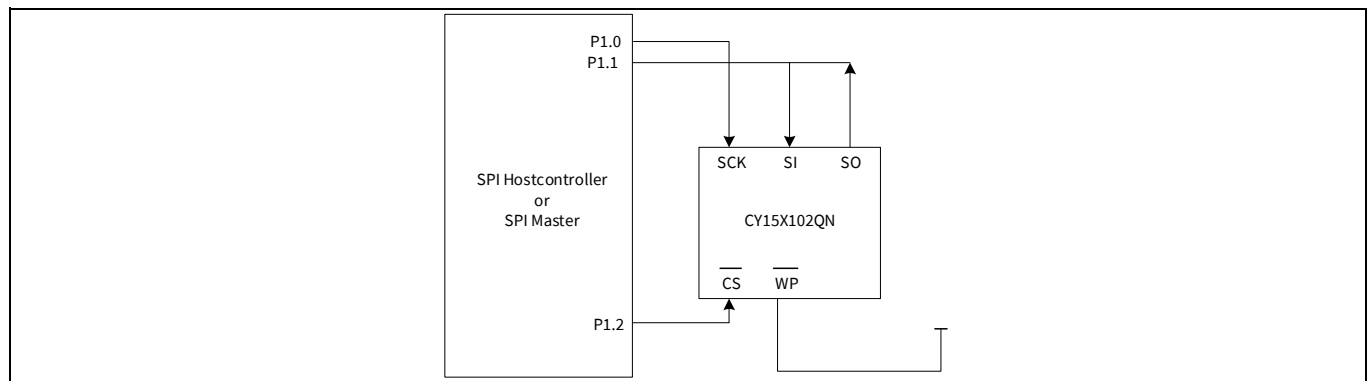 P1.0
P1.1
SCK SI SO
SPI Hostcontroller
or
SPI Master
CY15X102QN
CS WP
P1.2